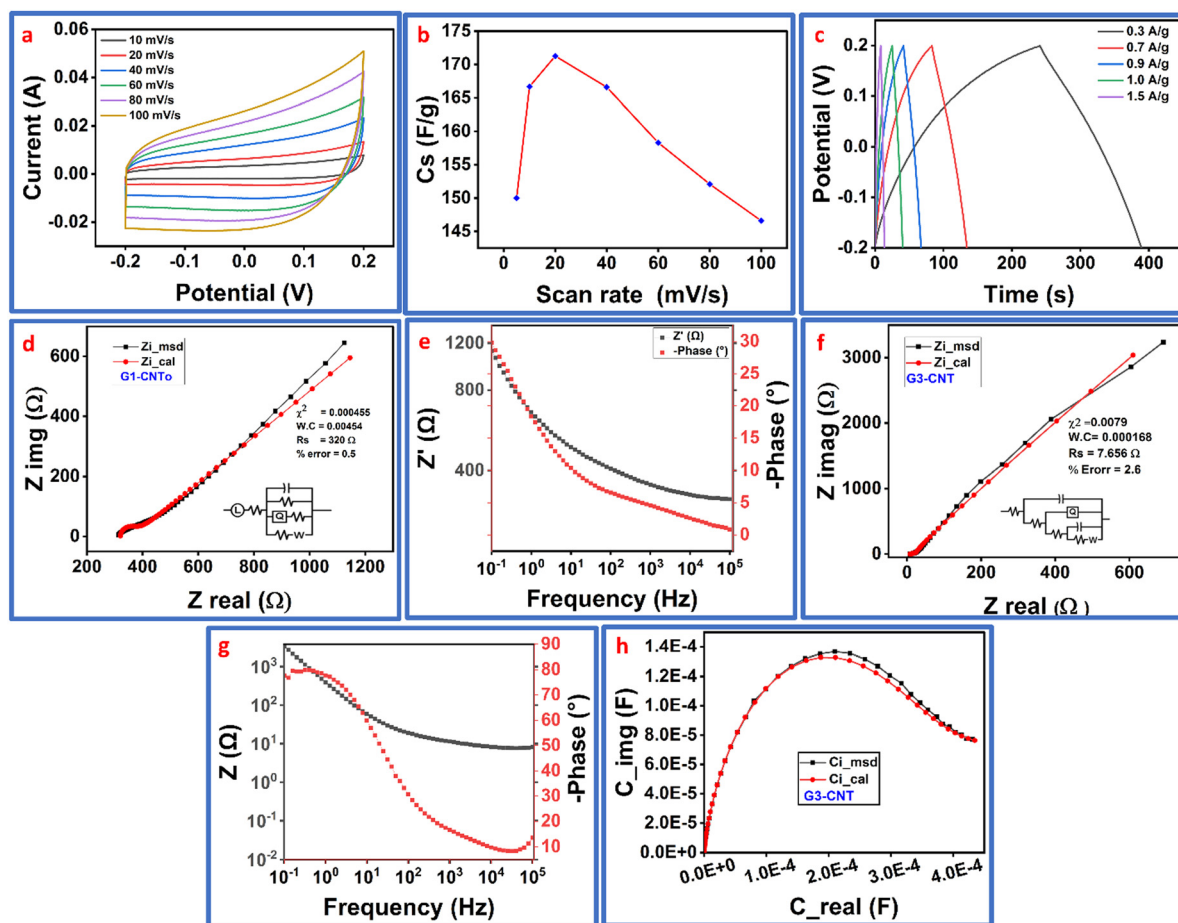 a
10 mV/s
20 mV/s
40 mV/s
60 mV/s
80 mV/s
100 mV/s
0.06
0.04
0.02
0.00
-0.02
Current (A)
-0.2
-0.1
0.0
0.1
0.2
Potential (V)
b
175
170
165
160
155
150
145
Cs (F/g)
0
20
40
60
80
100
Scan rate (mV/s)
c
0.3 A/g
0.7 A/g
0.9 A/g
1.0 A/g
1.5 A/g
0.2
0.1
0.0
-0.1
-0.2
Potential (V)
0
100
200
300
400
Time (s)
d
Zi_msd
Zi_cal
G1-CNTo
χ2 = 0.000455
W.C = 0.00454
Rs = 320 Ω
% error = 0.5
L
Q
W
600
400
200
0
Z img (Ω)
200
400
600
800
1000
1200
Z real (Ω)
e
Z' (Ω)
-Phase (°)
1200
800
400
Z' (Ω)
30
25
20
15
10
5
0
-Phase (°)
10-1
100
101
102
103
104
105
Frequency (Hz)
f
Zi_msd
Zi_cal
G3-CNT
χ2 =0.0079
W.C= 0.000168
Rs = 7.656 Ω
% Erorr = 2.6
Q
W
3000
2000
1000
0
Z imag (Ω)
0
200
400
600
Z real (Ω)
g
103
102
101
100
10-1
10-2
Z (Ω)
90
80
70
60
50
40
30
20
10
-Phase (°)
10-1
100
101
102
103
104
105
Frequency (Hz)
h
Ci_msd
Ci_cal
G3-CNT
1.4E-4
1.2E-4
1.0E-4
8.0E-5
6.0E-5
4.0E-5
2.0E-5
0.0E+0
C_img (F)
0.0E+0
1.0E-4
2.0E-4
3.0E-4
4.0E-4
C_real (F)